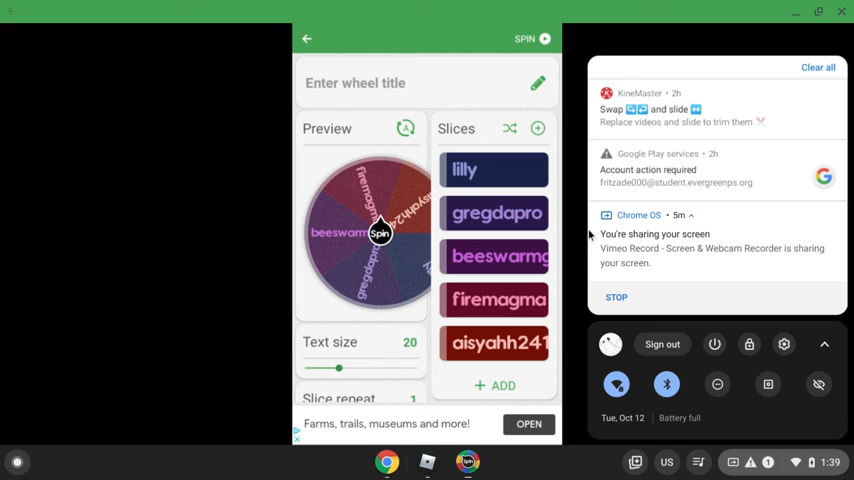 SPIN
Enter wheel title
Preview
Slices
firemagm
aisyahh24
beeswarm
Spin
gregdapro
lilly
gregdapro
beeswarmg
firemagma
aisyahh241
Text size 20
Slice repeat 1
+ ADD
Farms, trails, museums and more!
OPEN
Clear all
KineMaster • 2h
Swap and slide
Replace videos and slide to trim them
Google Play services • 2h
Account action required
fritzade000@student.evergreenps.org
Chrome OS • 5m
You're sharing your screen
Vimeo Record - Screen & Webcam Recorder is sharing
your screen.
STOP
Sign out
Tue, Oct 12
Battery full
Spin
US
1
1:39